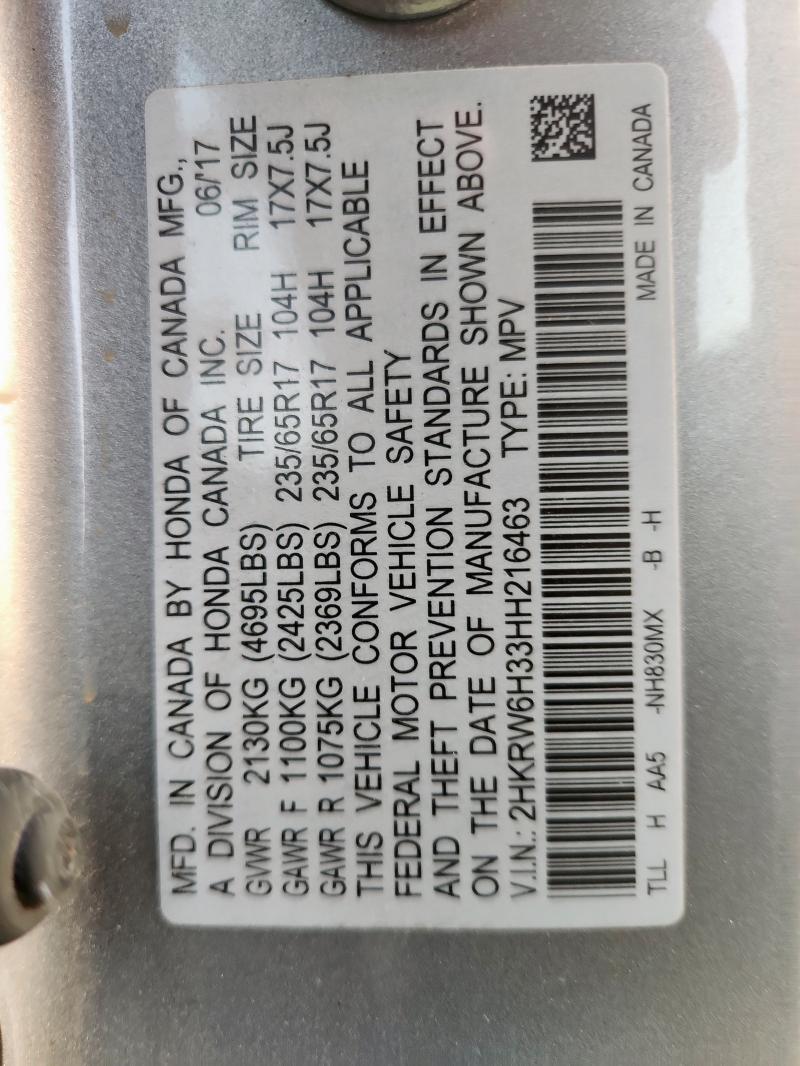 MFD. IN CANADA BY HONDA OF CANADA MFG.,
A DIVISION OF HONDA CANADA INC. 06/'17
GVWR 2130KG (4695LBS) TIRE SIZE RIM SIZE
GAWR F 1100KG (2425LBS) 235/65R17 104H 17X7.5J
GAWR R 1075KG (2369LBS) 235/65R17 104H 17X7.5J
THIS VEHICLE CONFORMS TO ALL APPLICABLE
FEDERAL MOTOR VEHICLE SAFETY
AND THEFT PREVENTION STANDARDS IN EFFECT
ON THE DATE OF MANUFACTURE SHOWN ABOVE.
V.I.N.: 2HKRW6H33HH216463 TYPE: MPV
TLL H AA5 -NH830MX -B -H MADE IN CANADA